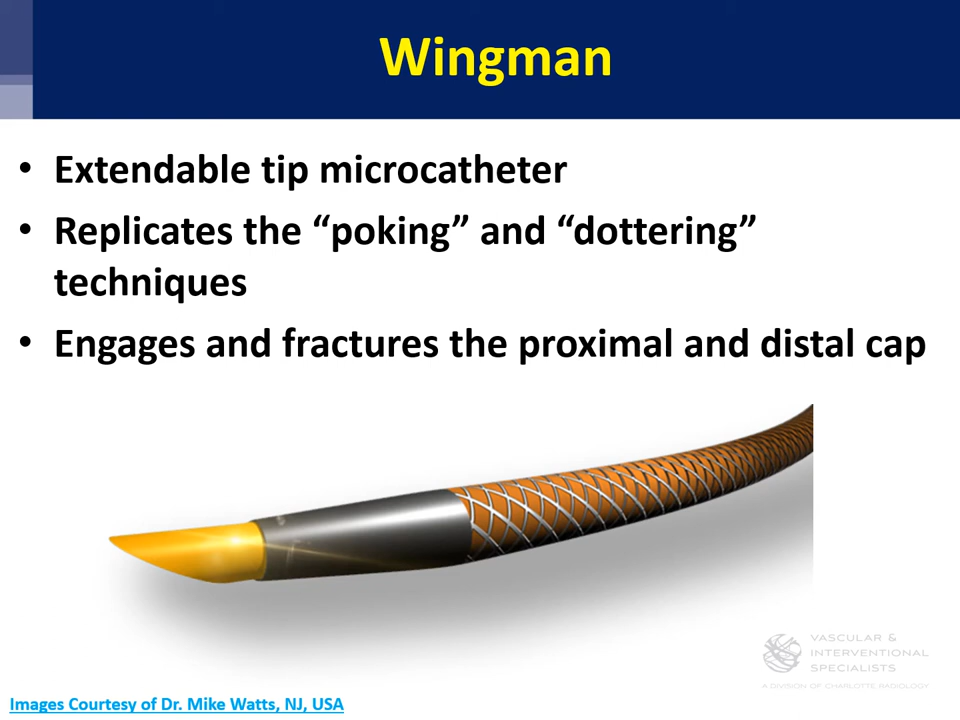 Wingman
• Extendable tip microcatheter
• Replicates the “poking” and “dottering”
techniques
• Engages and fractures the proximal and distal cap
VASCULAR &
INTERVENTIONAL
SPECIALISTS
A DIVISION OF CHARLOTTE RADIOLOGY
Images Courtesy of Dr. Mike Watts, NJ, USA